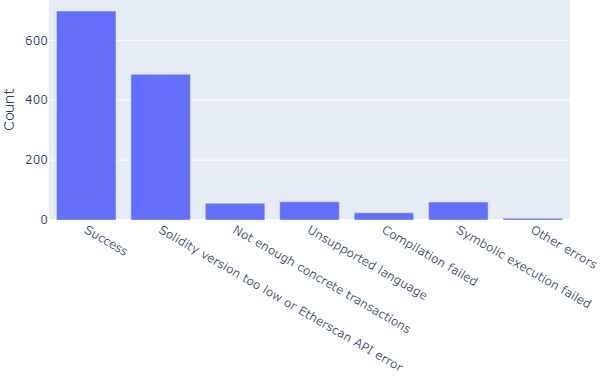 Count
600
400
200
0
Success
Solidity version too low or Etherscan API error
Not enough concrete transactions
Unsupported language
Compilation failed
Symbolic execution failed
Other errors